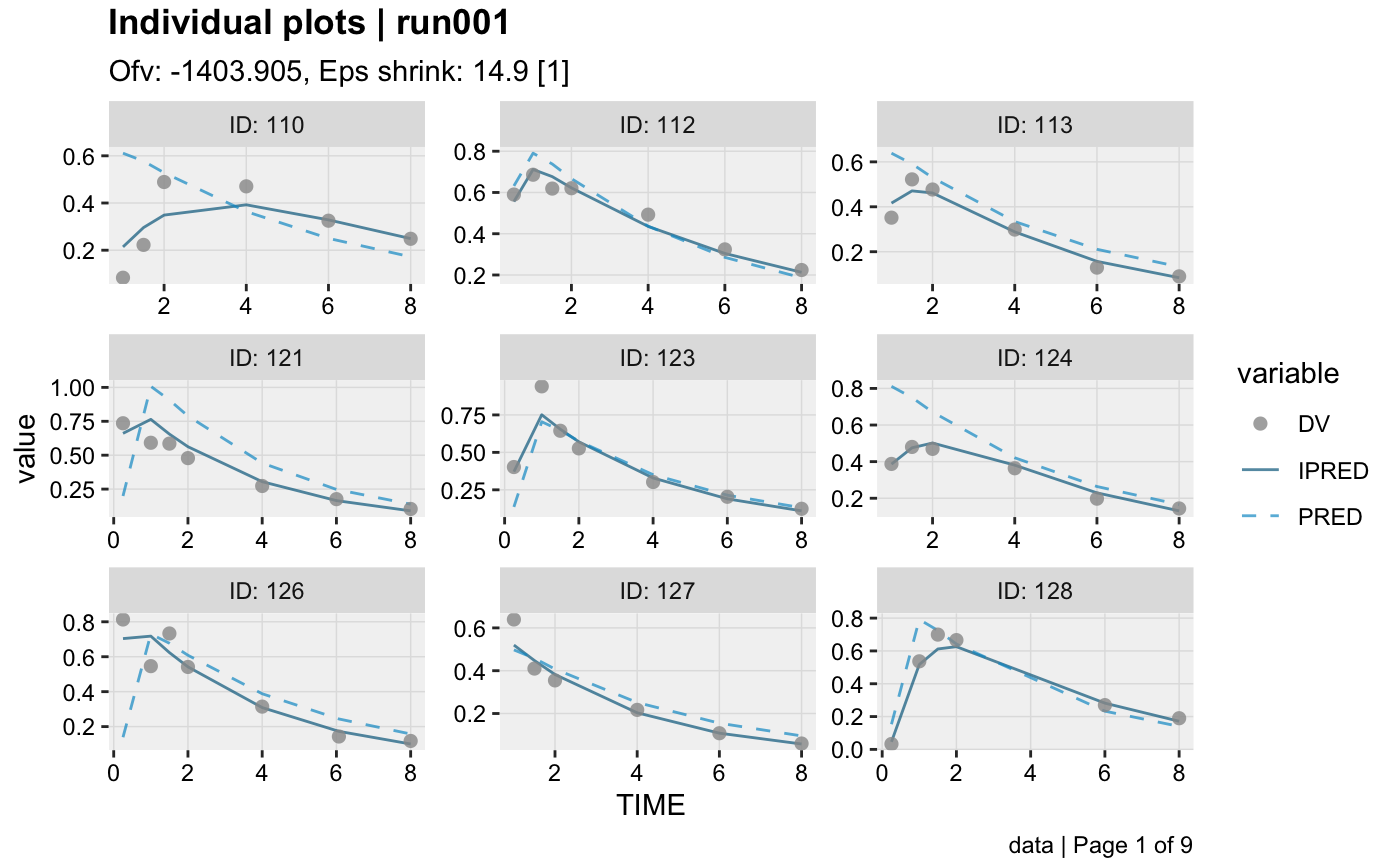 Individual plots | run001
Ofv: -1403.905, Eps shrink: 14.9 [1]
ID: 110
0.6
0.4
0.2
2 4 6 8
ID: 112
0.8
0.6
0.4
0.2
2 4 6 8
ID: 113
0.6
0.4
0.2
2 4 6 8
ID: 121
1.00
0.75
0.50
0.25
0 2 4 6 8
ID: 123
0.75
0.50
0.25
0 2 4 6 8
ID: 124
0.8
0.6
0.4
0.2
2 4 6 8
ID: 126
0.8
0.6
0.4
0.2
0 2 4 6 8
ID: 127
0.6
0.4
0.2
2 4 6 8
ID: 128
0.8
0.6
0.4
0.2
0.0
0 2 4 6 8
value
TIME
variable
DV
IPRED
PRED
data | Page 1 of 9